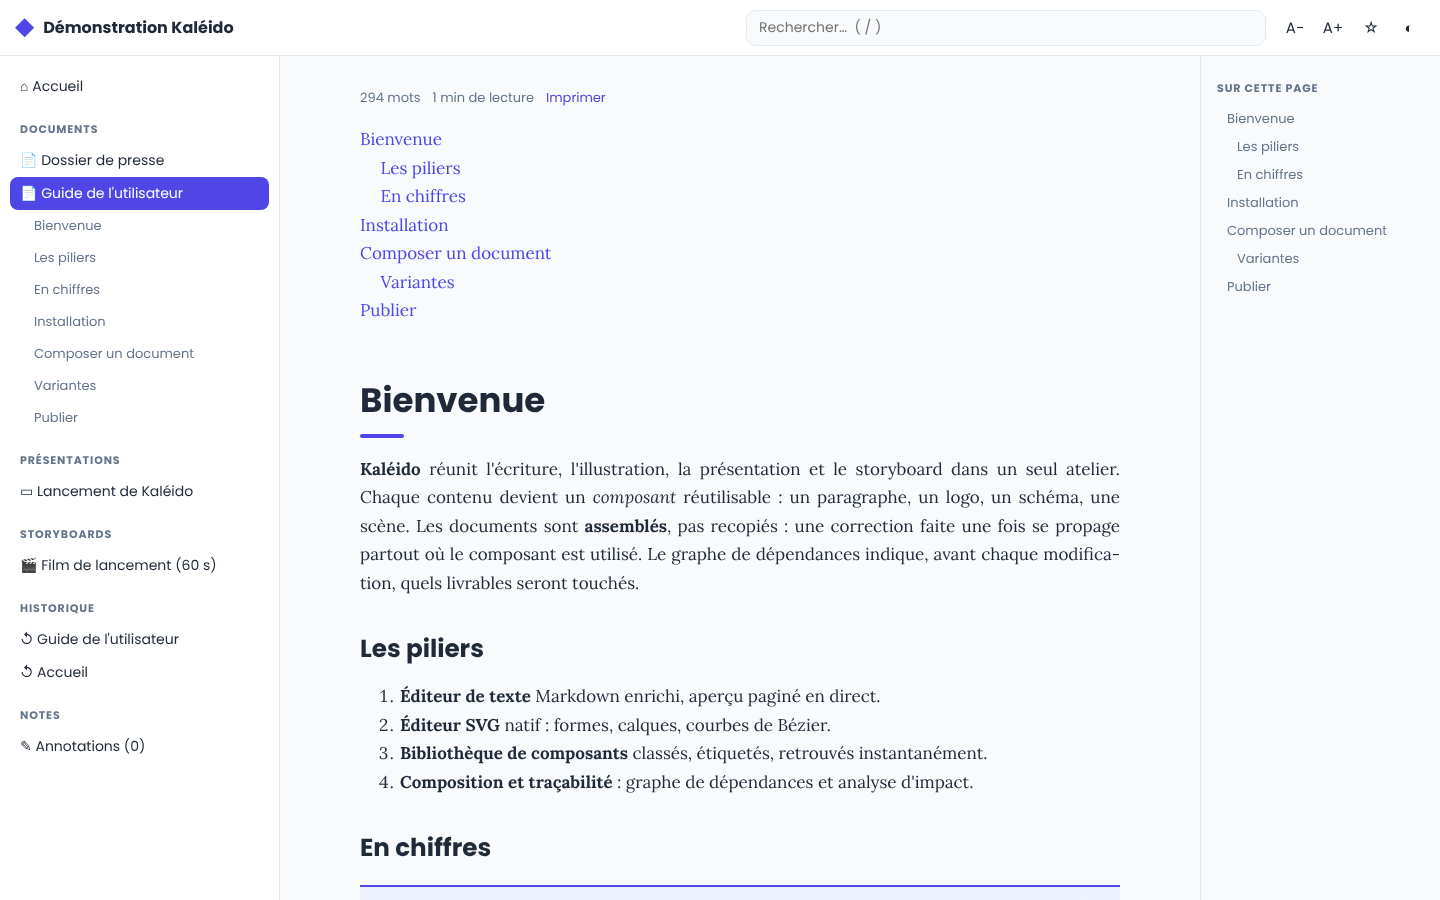 Démonstration Kaléido
Rechercher... ( / )
A-
A+
⌂ Accueil
DOCUMENTS
Dossier de presse
Guide de l'utilisateur
Bienvenue
Les piliers
En chiffres
Installation
Composer un document
Variantes
Publier
PRÉSENTATIONS
Lancement de Kaléido
STORYBOARDS
Film de lancement (60 s)
HISTORIQUE
Guide de l'utilisateur
Accueil
NOTES
Annotations (0)
294 mots 1 min de lecture Imprimer
Bienvenue
Les piliers
En chiffres
Installation
Composer un document
Variantes
Publier
Bienvenue
Kaléido réunit l'écriture, l'illustration, la présentation et le storyboard dans un seul atelier.
Chaque contenu devient un composant réutilisable : un paragraphe, un logo, un schéma, une
scène. Les documents sont assemblés, pas recopiés : une correction faite une fois se propage
partout où le composant est utilisé. Le graphe de dépendances indique, avant chaque modifica-
tion, quels livrables seront touchés.
Les piliers
1. Éditeur de texte Markdown enrichi, aperçu paginé en direct.
2. Éditeur SVG natif : formes, calques, courbes de Bézier.
3. Bibliothèque de composants classés, étiquetés, retrouvés instantanément.
4. Composition et traçabilité : graphe de dépendances et analyse d'impact.
En chiffres
SUR CETTE PAGE
Bienvenue
Les piliers
En chiffres
Installation
Composer un document
Variantes
Publier